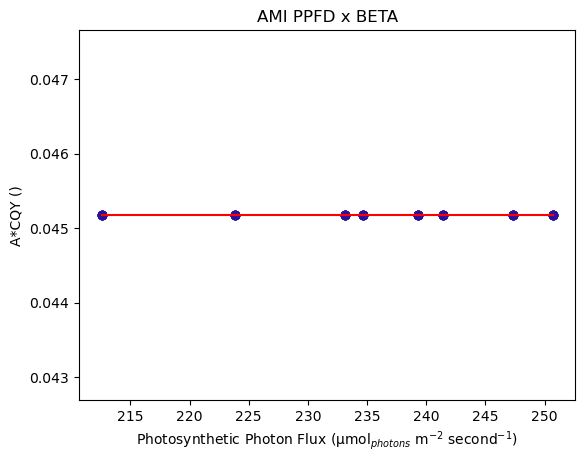 AMI PPFD x BETA
0.047
0.046
0.045
0.044
0.043
A*CQY ()
215 220 225 230 235 240 245 250
Photosynthetic Photon Flux (μmol_photons m⁻² second⁻¹)